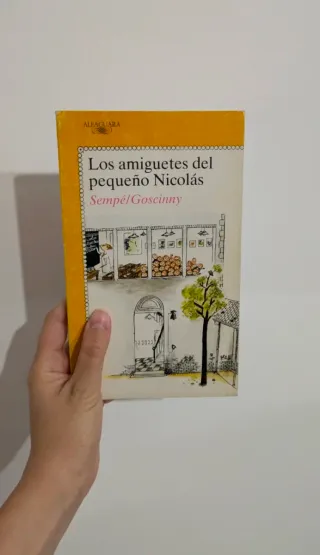 ALFAGUARA
Los amiguetes del
pequeño Nicolás
Sempé/Goscinny